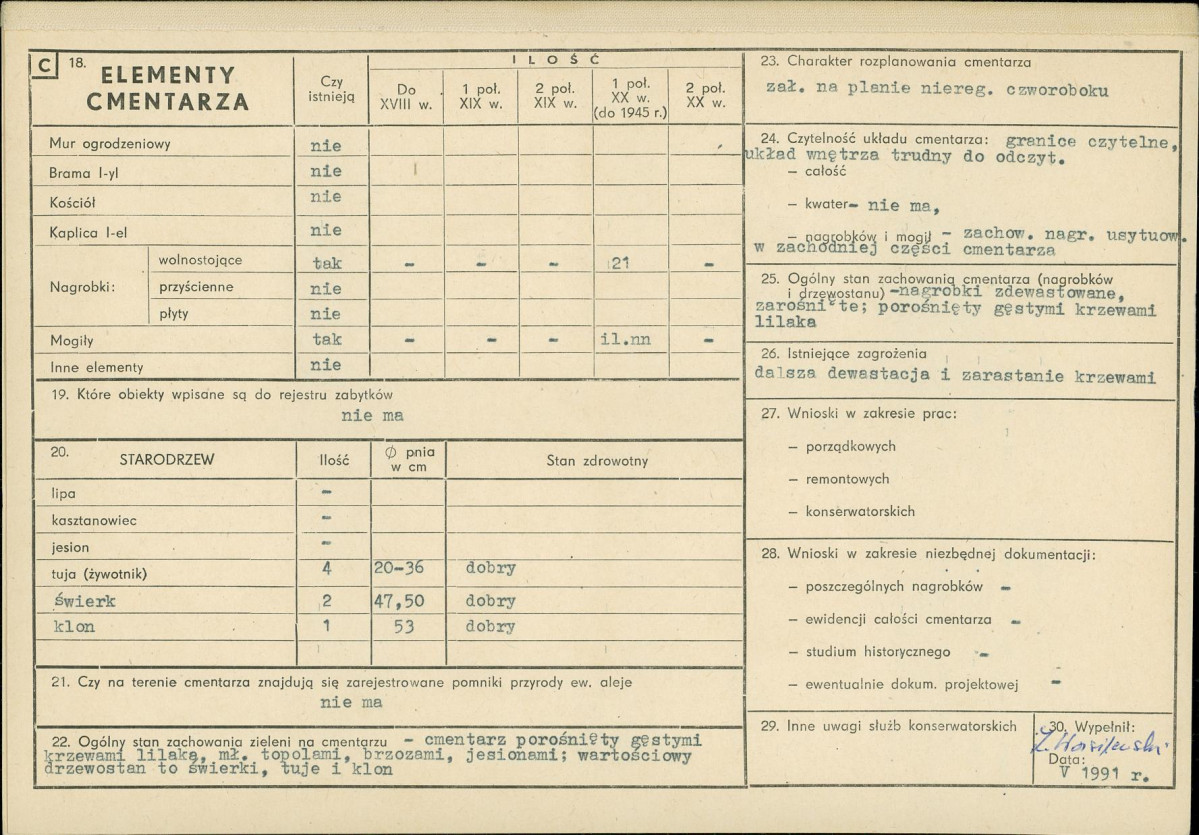 C 18. ELEMENTY CMENTARZA
Czy istnieją
ILOŚĆ
Do XVIII w.
1 poł. XIX w.
2 poł. XIX w.
1 poł. XX w. (do 1945 r.)
2 poł. XX w.
Mur ogrodzeniowy nie
Brama I-yl nie
Kościół nie
Kaplica I-el nie
Nagrobki:
wolnostojące tak - - - 21 -
przyścienne nie
płyty nie
Mogiły tak - - - il.nn -
Inne elementy nie
19. Które obiekty wpisane są do rejestru zabytków
nie ma
20. STARODRZEW Ilość Ø pnia w cm Stan zdrowotny
lipa -
kasztanowiec -
jesion -
tuja (żywotnik) 4 20-36 dobry
świerk 2 47,50 dobry
klon 1 53 dobry
21. Czy na terenie cmentarza znajdują się zarejestrowane pomniki przyrody ew. aleje
nie ma
22. Ogólny stan zachowania zieleni na cmentarzu - cmentarz porośnięty gęstymi
krzewami lilaka, mł. topolami, brzozami, jesionami; wartościowy
drzewostan to świerki, tuje i klon
23. Charakter rozplanowania cmentarza
zał. na planie niereg. czworoboku
24. Czytelność układu cmentarza: granice czytelne,
układ wnętrza trudny do odczyt.
– całość
– kwater - nie ma,
– nagrobków i mogił - zachow. nagr. usytuow.
w zachodniej części cmentarza
25. Ogólny stan zachowania cmentarza (nagrobków
i drzewostanu) -nagrobki zdewastowane,
zarośnięte; porośnięty gęstymi krzewami
lilaka
26. Istniejące zagrożenia
dalsza dewastacja i zarastanie krzewami
27. Wnioski w zakresie prac:
– porządkowych
– remontowych
– konserwatorskich
28. Wnioski w zakresie niezbędnej dokumentacji:
– poszczególnych nagrobków -
– ewidencji całości cmentarza -
– studium historycznego -
– ewentualnie dokum. projektowej -
29. Inne uwagi służb konserwatorskich
30. Wypełnił:
Data:
V 1991 r.